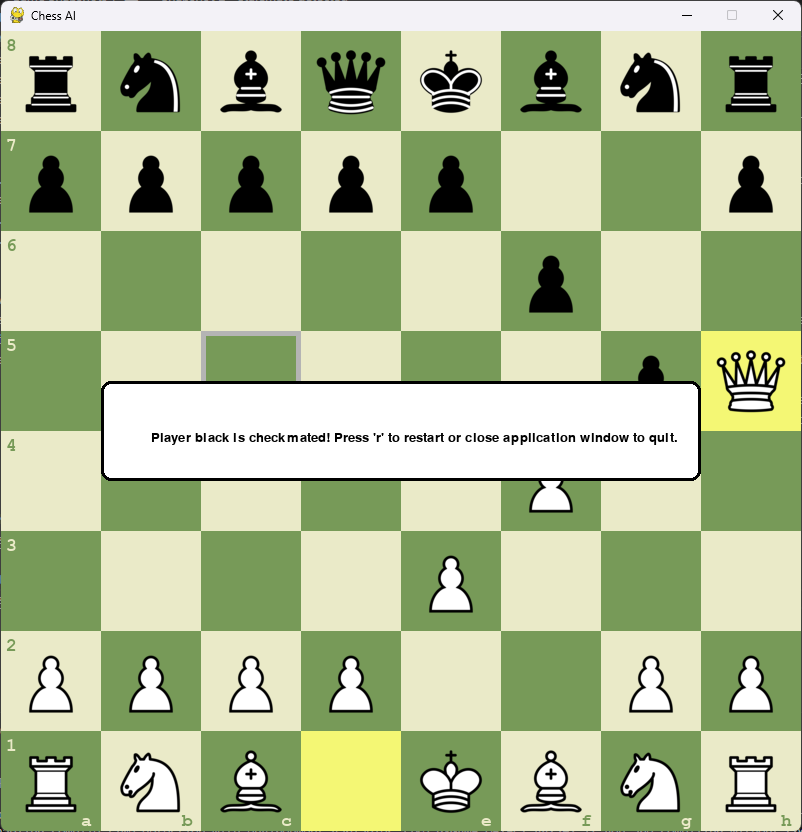 Chess AI
8
7
6
5
Player black is checkmated! Press 'r' to restart or close application window to quit.
4
3
2
1
a b c e f g h